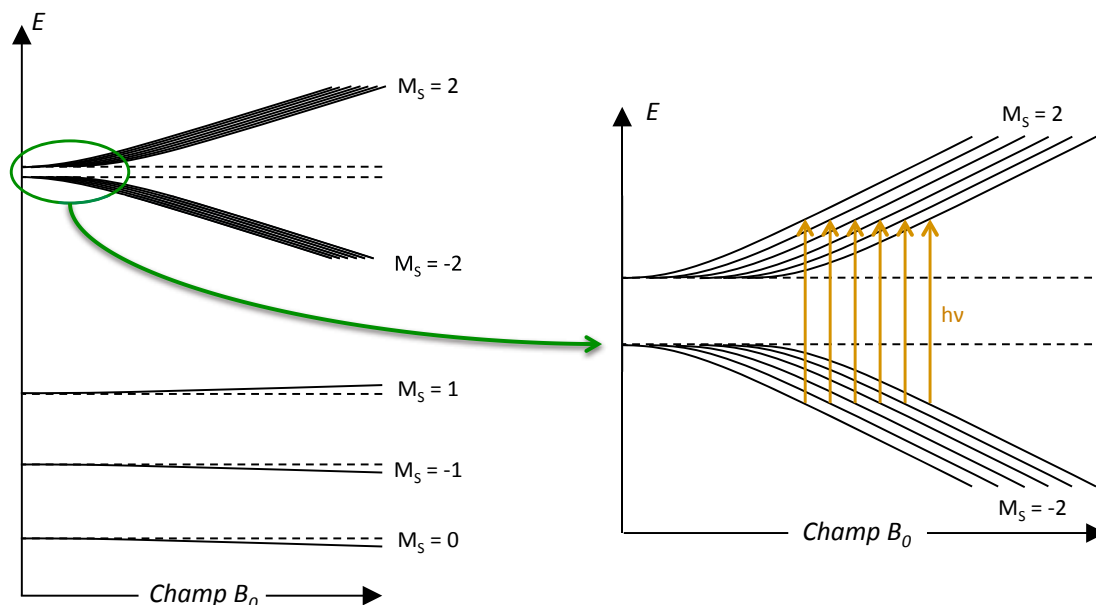 E
M_S = 2
M_S = -2
M_S = 1
M_S = -1
M_S = 0
Champ B_0
E
M_S = 2
hν
M_S = -2
Champ B_0